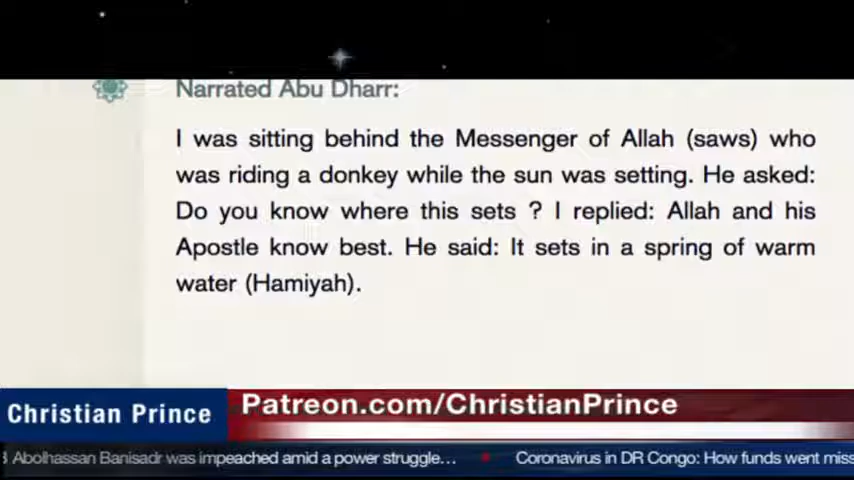 Narrated Abu Dharr:
I was sitting behind the Messenger of Allah (saws) who
was riding a donkey while the sun was setting. He asked:
Do you know where this sets ? I replied: Allah and his
Apostle know best. He said: It sets in a spring of warm
water (Hamiyah).
Christian Prince
Patreon.com/ChristianPrince
Abolhassan Banisadr was impeached amid a power struggle... Coronavirus in DR Congo: How funds went miss